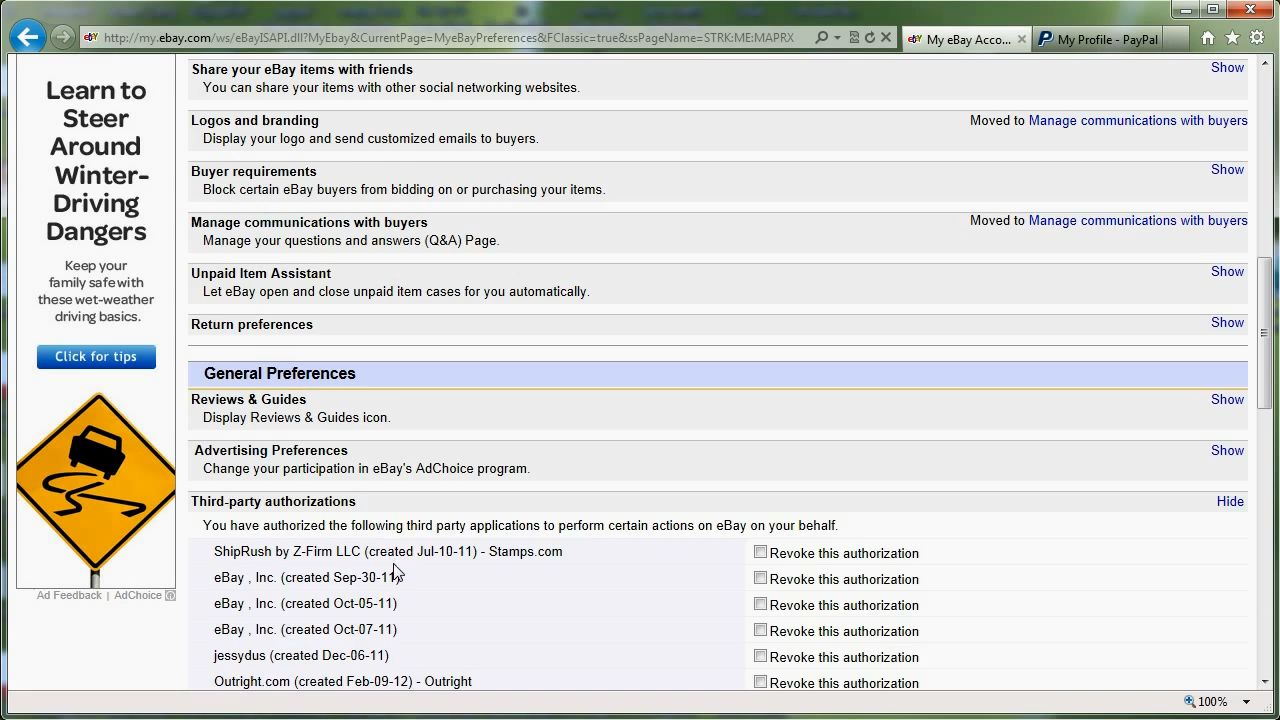 http://my.ebay.com/ws/eBayISAPI.dll?MyEbay&CurrentPage=MyeBayPreferences&FClassic=true&ssPageName=STRK:ME:MAPRX
My eBay Acco...
My Profile - PayPal
Learn to
Steer
Around
Winter-
Driving
Dangers
Keep your
family safe with
these wet-weather
driving basics.
Click for tips
Ad Feedback | AdChoice
Share your eBay items with friends Show
You can share your items with other social networking websites.
Logos and branding Moved to Manage communications with buyers
Display your logo and send customized emails to buyers.
Buyer requirements Show
Block certain eBay buyers from bidding on or purchasing your items.
Manage communications with buyers Moved to Manage communications with buyers
Manage your questions and answers (Q&A) Page.
Unpaid Item Assistant Show
Let eBay open and close unpaid item cases for you automatically.
Return preferences Show
General Preferences
Reviews & Guides Show
Display Reviews & Guides icon.
Advertising Preferences Show
Change your participation in eBay's AdChoice program.
Third-party authorizations Hide
You have authorized the following third party applications to perform certain actions on eBay on your behalf.
ShipRush by Z-Firm LLC (created Jul-10-11) - Stamps.com Revoke this authorization
eBay , Inc. (created Sep-30-11) Revoke this authorization
eBay , Inc. (created Oct-05-11) Revoke this authorization
eBay , Inc. (created Oct-07-11) Revoke this authorization
jessydus (created Dec-06-11) Revoke this authorization
Outright.com (created Feb-09-12) - Outright Revoke this authorization
100%